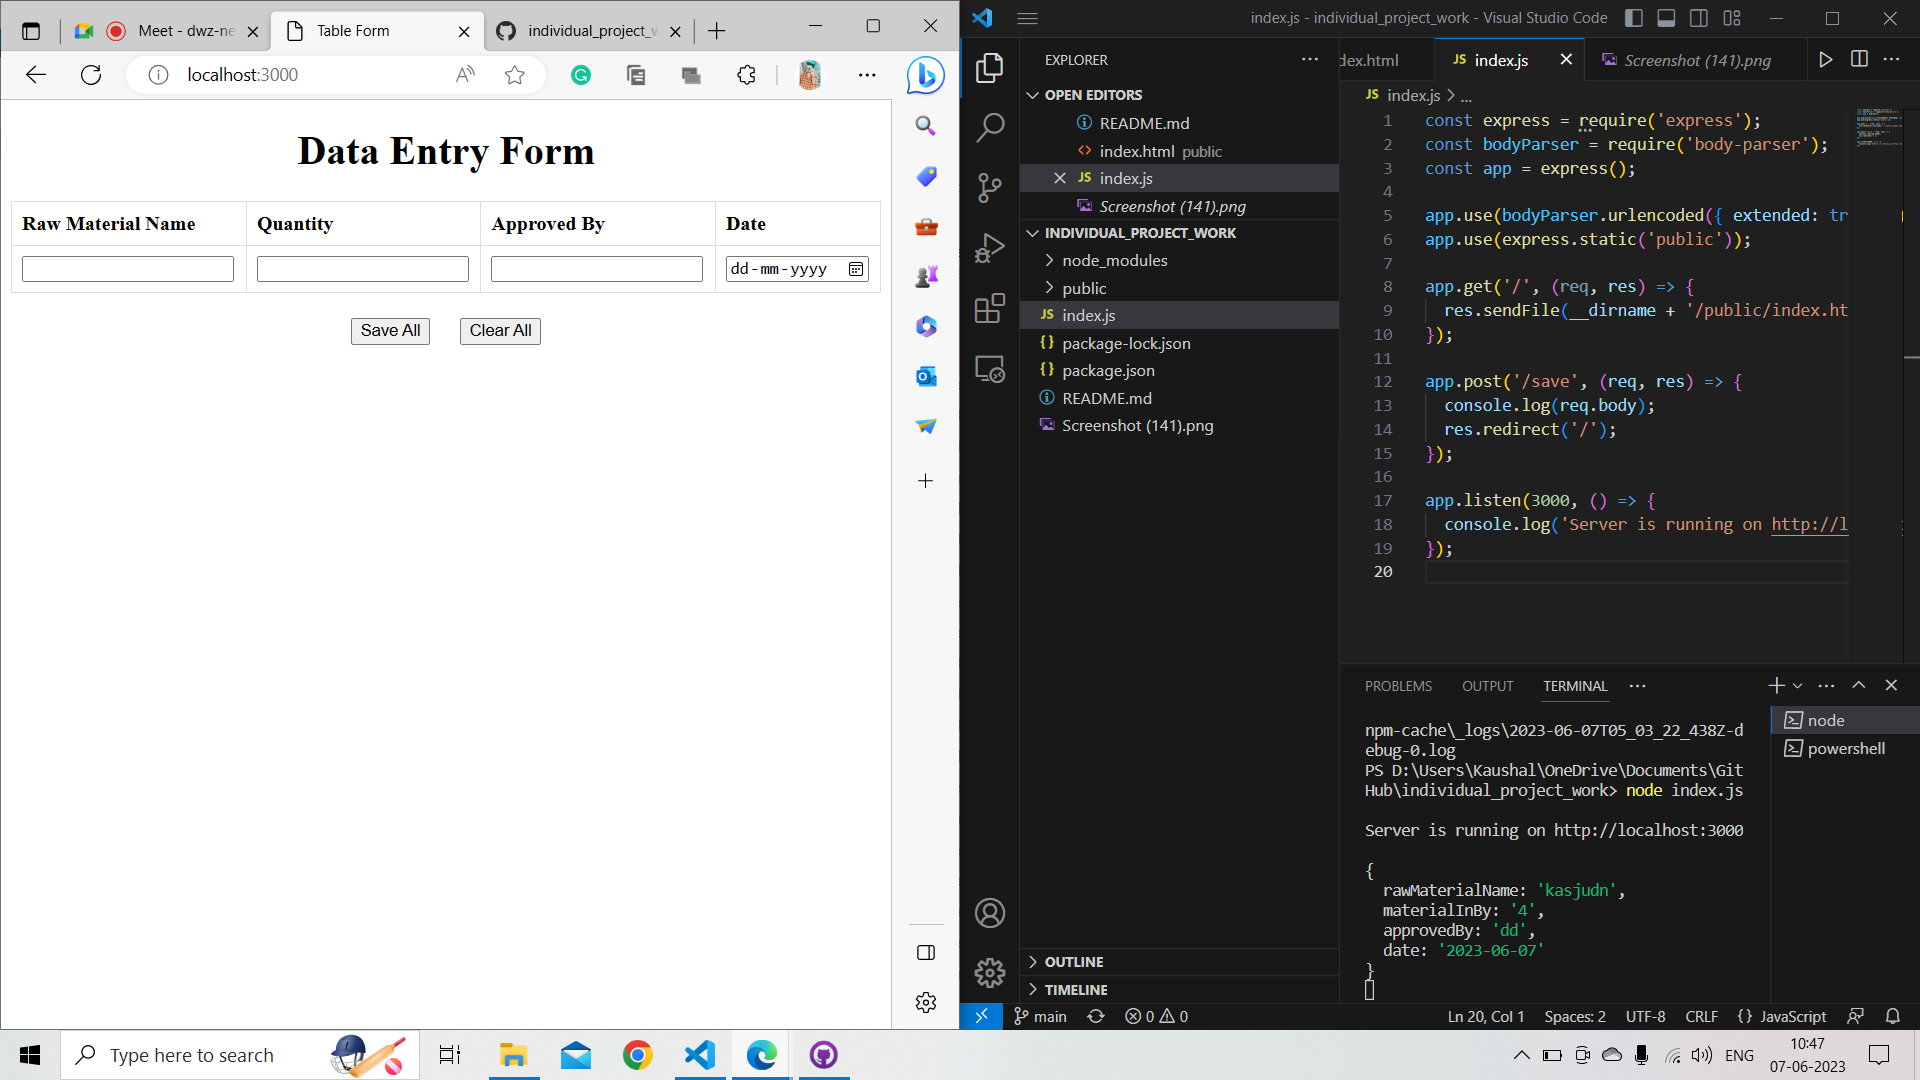 Meet - dwz-ne
Table Form
individual_project_w
localhost:3000
Data Entry Form
Raw Material Name
Quantity
Approved By
Date
dd-mm-yyyy
Save All
Clear All
index.js - individual_project_work - Visual Studio Code
EXPLORER
OPEN EDITORS
README.md
index.html public
index.js
Screenshot (141).png
INDIVIDUAL_PROJECT_WORK
node_modules
public
JS index.js
{} package-lock.json
{} package.json
README.md
Screenshot (141).png
OUTLINE
TIMELINE
dex.html
JS index.js
Screenshot (141).png
JS index.js > ...
1 const express = require('express');
2 const bodyParser = require('body-parser');
3 const app = express();
4
5 app.use(bodyParser.urlencoded({ extended: tr
6 app.use(express.static('public'));
7
8 app.get('/', (req, res) => {
9 res.sendFile(__dirname + '/public/index.ht
10 });
11
12 app.post('/save', (req, res) => {
13 console.log(req.body);
14 res.redirect('/');
15 });
16
17 app.listen(3000, () => {
18 console.log('Server is running on http://l
19 });
20
PROBLEMS OUTPUT TERMINAL
npm-cache\_logs\2023-06-07T05_03_22_438Z-d
ebug-0.log
PS D:\Users\Kaushal\OneDrive\Documents\Git
Hub\individual_project_work> node index.js
Server is running on http://localhost:3000
{
rawMaterialName: 'kasjudn',
materialInBy: '4',
approvedBy: 'dd',
date: '2023-06-07'
}
node
powershell
main
0 0
Ln 20, Col 1 Spaces: 2 UTF-8 CRLF {} JavaScript
Type here to search
ENG
10:47
07-06-2023